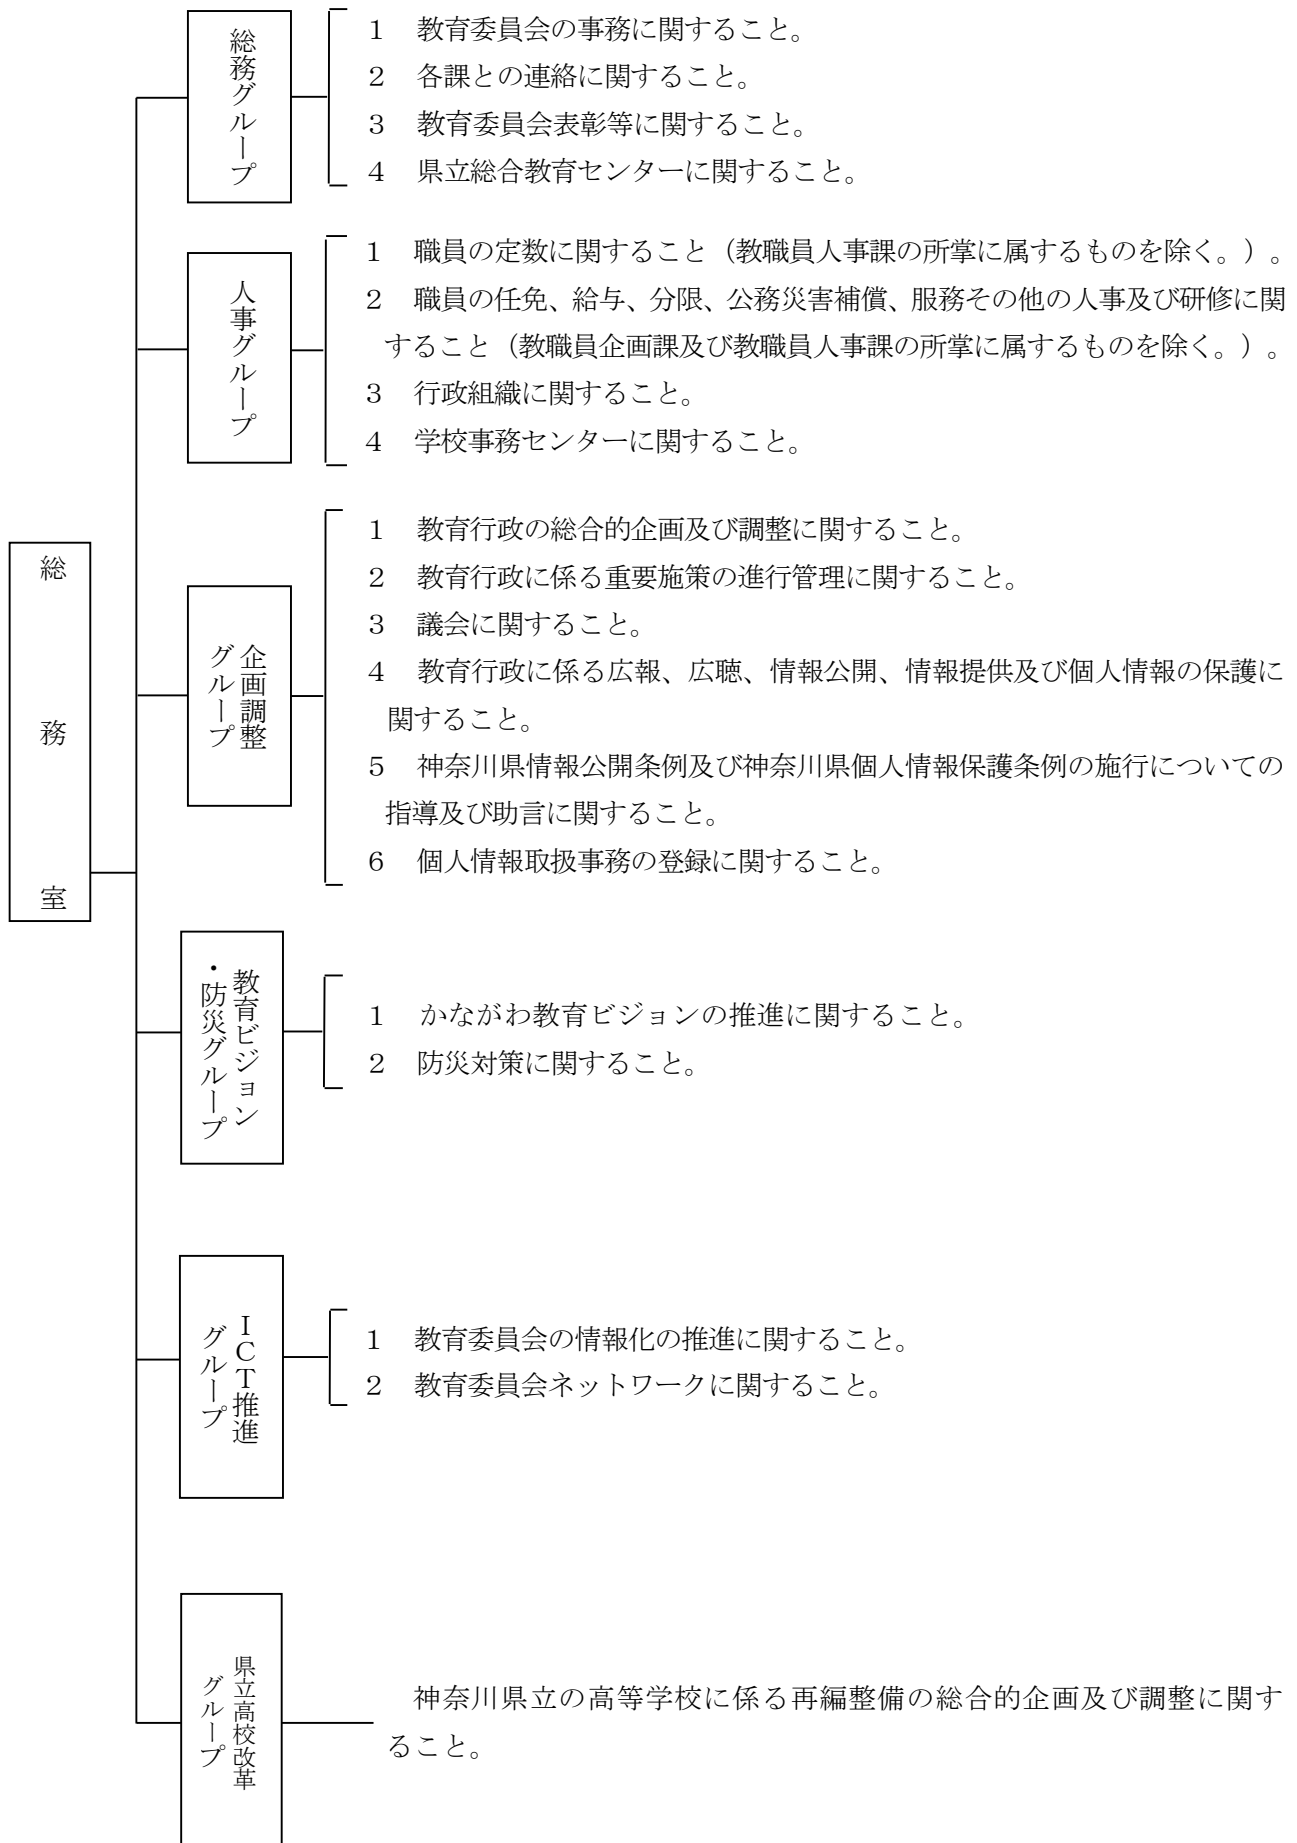 総務室
総務グループ
１　教育委員会の事務に関すること。
２　各課との連絡に関すること。
３　教育委員会表彰等に関すること。
４　県立総合教育センターに関すること。
人事グループ
１　職員の定数に関すること（教職員人事課の所掌に属するものを除く。）。
２　職員の任免、給与、分限、公務災害補償、服務その他の人事及び研修に関
すること（教職員企画課及び教職員人事課の所掌に属するものを除く。）。
３　行政組織に関すること。
４　学校事務センターに関すること。
企画調整
グループ
１　教育行政の総合的企画及び調整に関すること。
２　教育行政に係る重要施策の進行管理に関すること。
３　議会に関すること。
４　教育行政に係る広報、広聴、情報公開、情報提供及び個人情報の保護に
関すること。
５　神奈川県情報公開条例及び神奈川県個人情報保護条例の施行についての
指導及び助言に関すること。
６　個人情報取扱事務の登録に関すること。
教育ビジョン
・防災グループ
１　かながわ教育ビジョンの推進に関すること。
２　防災対策に関すること。
ＩＣＴ推進
グループ
１　教育委員会の情報化の推進に関すること。
２　教育委員会ネットワークに関すること。
県立高校改革
グループ
神奈川県立の高等学校に係る再編整備の総合的企画及び調整に関す
ること。